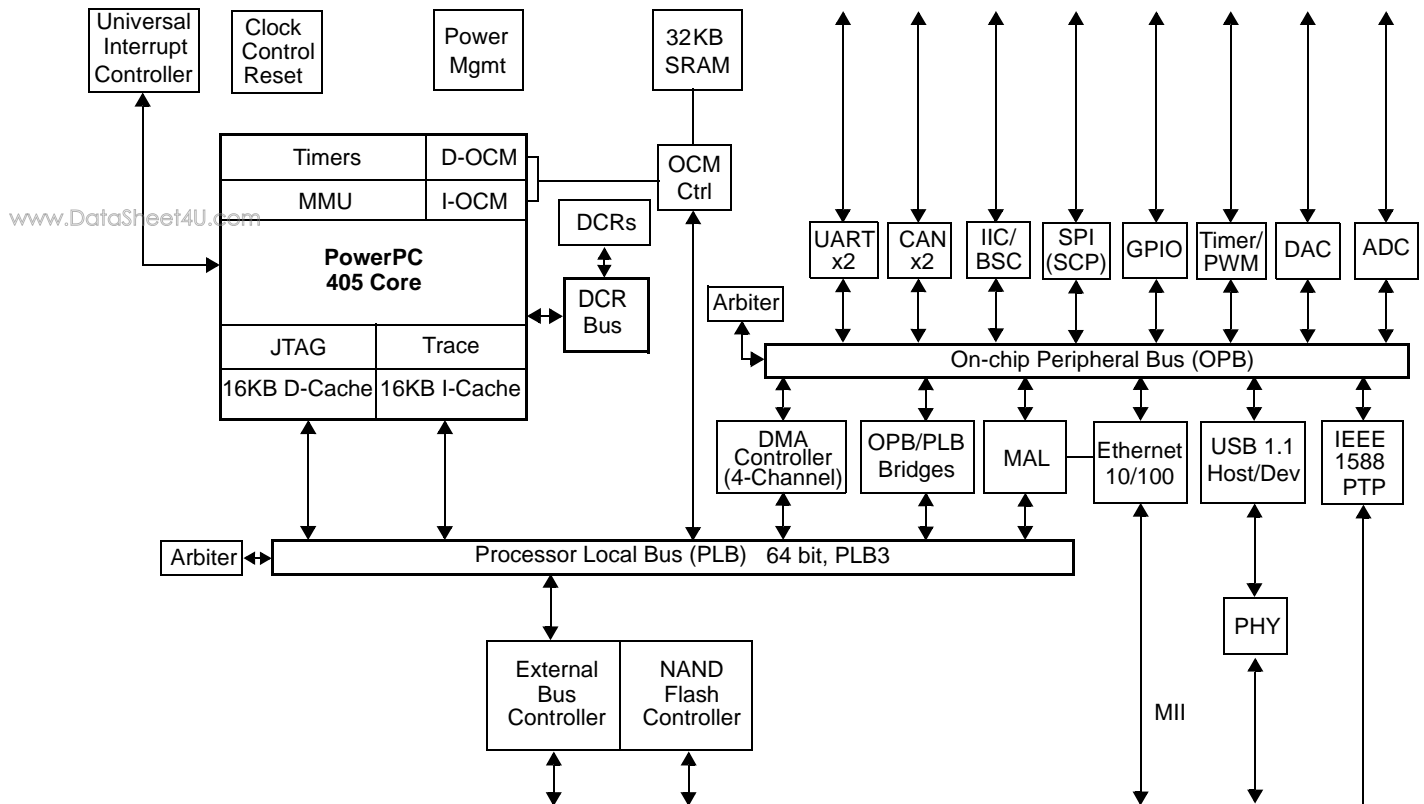 Universal
Interrupt
Controller
Clock
Control
Reset
Power
Mgmt
32KB
SRAM
Timers
D-OCM
MMU
I-OCM
OCM
Ctrl
www.DataSheet4U.com
PowerPC
405 Core
DCRs
DCR
Bus
JTAG
Trace
16KB D-Cache
16KB I-Cache
UART
x2
CAN
x2
IIC/
BSC
SPI
(SCP)
GPIO
Timer/
PWM
DAC
ADC
Arbiter
On-chip Peripheral Bus (OPB)
DMA
Controller
(4-Channel)
OPB/PLB
Bridges
MAL
Ethernet
10/100
USB 1.1
Host/Dev
IEEE
1588
PTP
Arbiter
Processor Local Bus (PLB) 64 bit, PLB3
External
Bus
Controller
NAND
Flash
Controller
PHY
MII